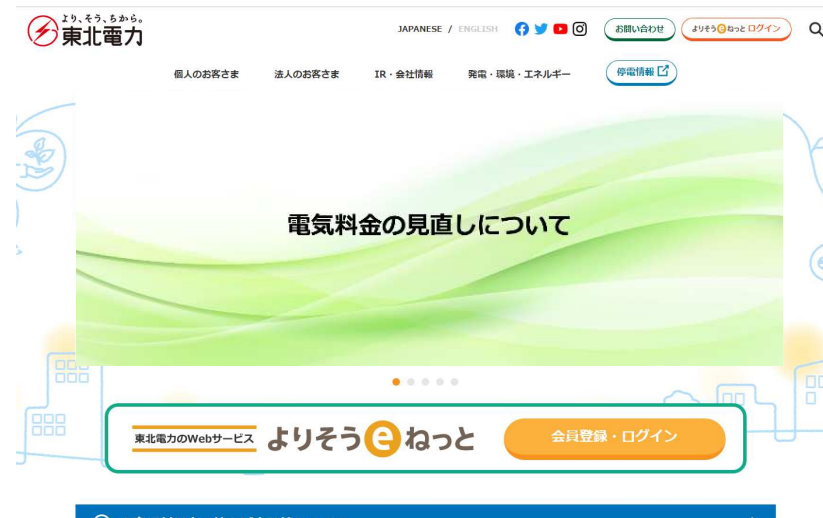 より、そう、ちから。
東北電力
JAPANESE / ENGLISH
お問い合わせ
よりそうeねっと ログイン
個人のお客さま
法人のお客さま
IR・会社情報
発電・環境・エネルギー
停電情報
電気料金の見直しについて
東北電力のWebサービス
よりそうeねっと
会員登録・ログイン